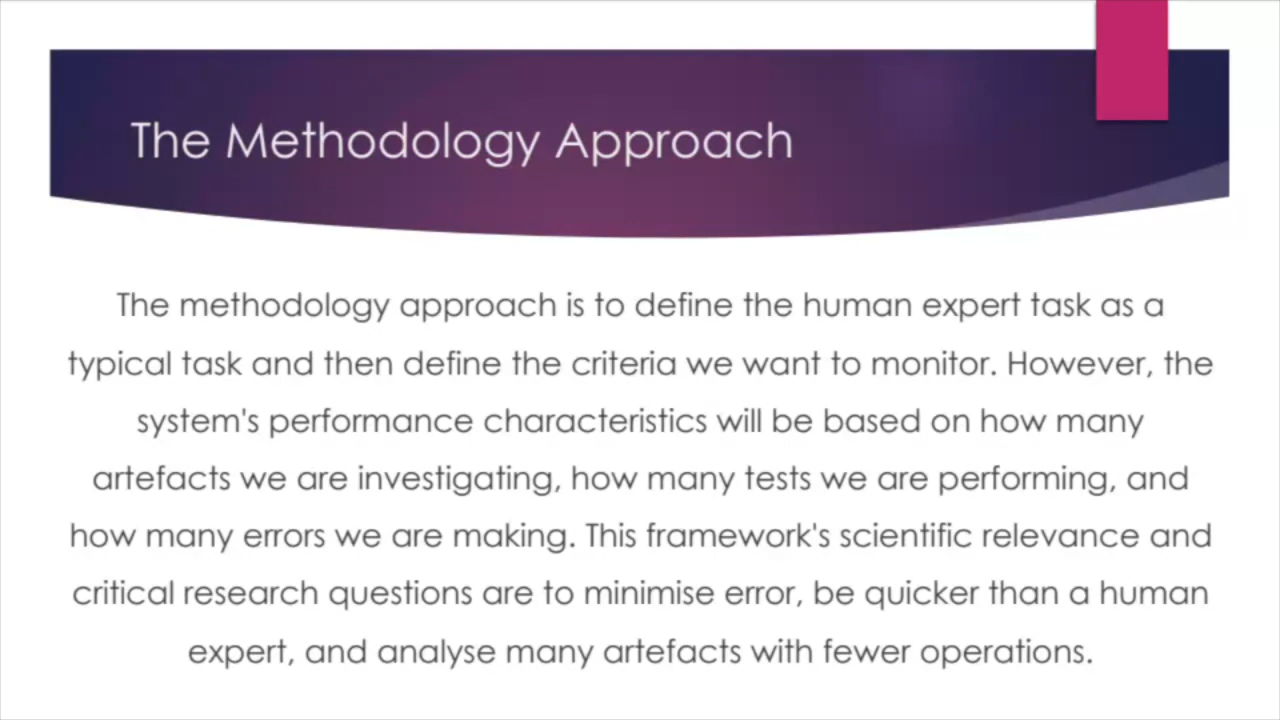 The Methodology Approach
The methodology approach is to define the human expert task as a
typical task and then define the criteria we want to monitor. However, the
system's performance characteristics will be based on how many
artefacts we are investigating, how many tests we are performing, and
how many errors we are making. This framework's scientific relevance and
critical research questions are to minimise error, be quicker than a human
expert, and analyse many artefacts with fewer operations.